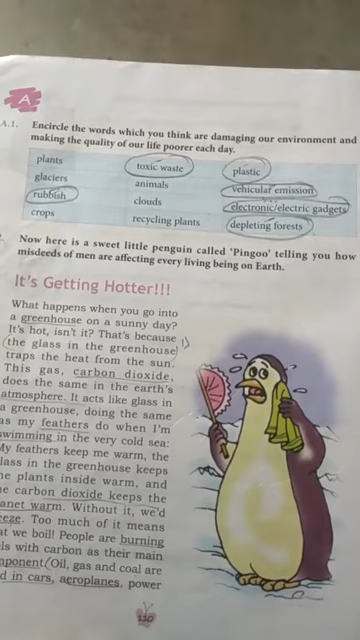 A
A.1. Encircle the words which you think are damaging our environment and
making the quality of our life poorer each day.
plants toxic waste plastic
glaciers animals vehicular emission
rubbish clouds electronic/electric gadgets
crops recycling plants depleting forests
Now here is a sweet little penguin called 'Pingoo' telling you how
misdeeds of men are affecting every living being on Earth.
It's Getting Hotter!!!
What happens when you go into
a greenhouse on a sunny day?
It's hot, isn't it? That's because
(the glass in the greenhouse)
traps the heat from the sun.
This gas, carbon dioxide,
does the same in the earth's
atmosphere. It acts like glass in
a greenhouse, doing the same
as my feathers do when I'm
swimming in the very cold sea:
My feathers keep me warm, the
lass in the greenhouse keeps
he plants inside warm, and
he carbon dioxide keeps the
anet warm. Without it, we'd
eeze. Too much of it means
at we boil! People are burning
ls with carbon as their main
mponent Oil, gas and coal are
d in cars, aeroplanes, power
110